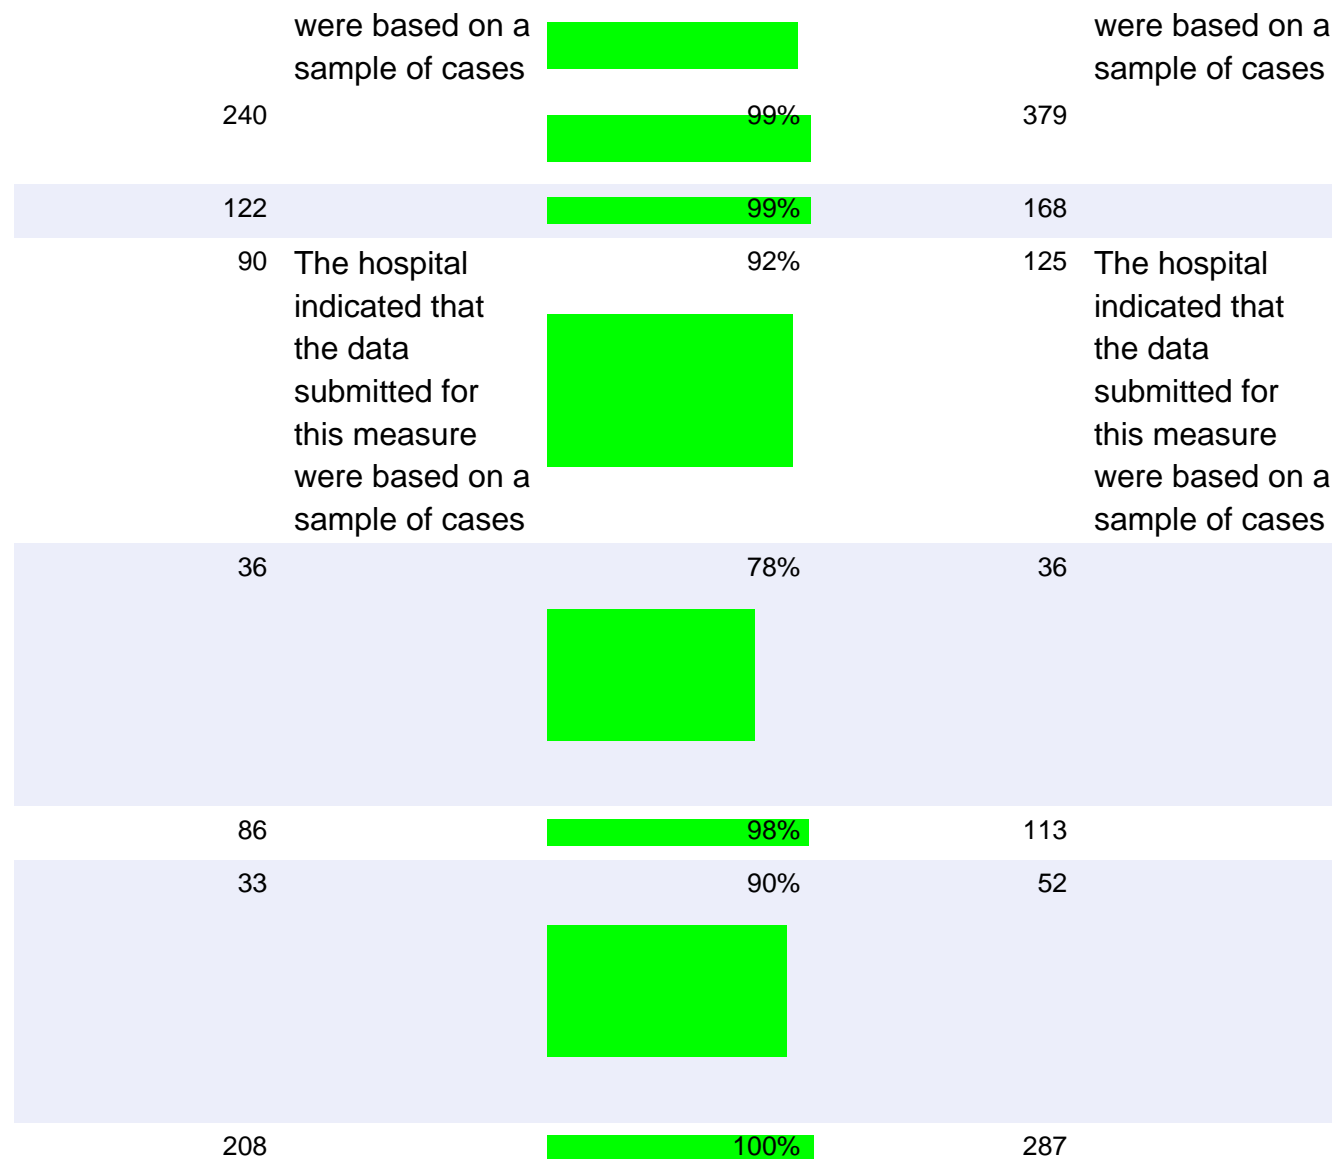 were based on a were based on a
sample of cases sample of cases
240 99% 379
122 99% 168
90 The hospital 92% 125 The hospital
indicated that indicated that
the data the data
submitted for submitted for
this measure this measure
were based on a were based on a
sample of cases sample of cases
36 78% 36
86 98% 113
33 90% 52
208 100% 287